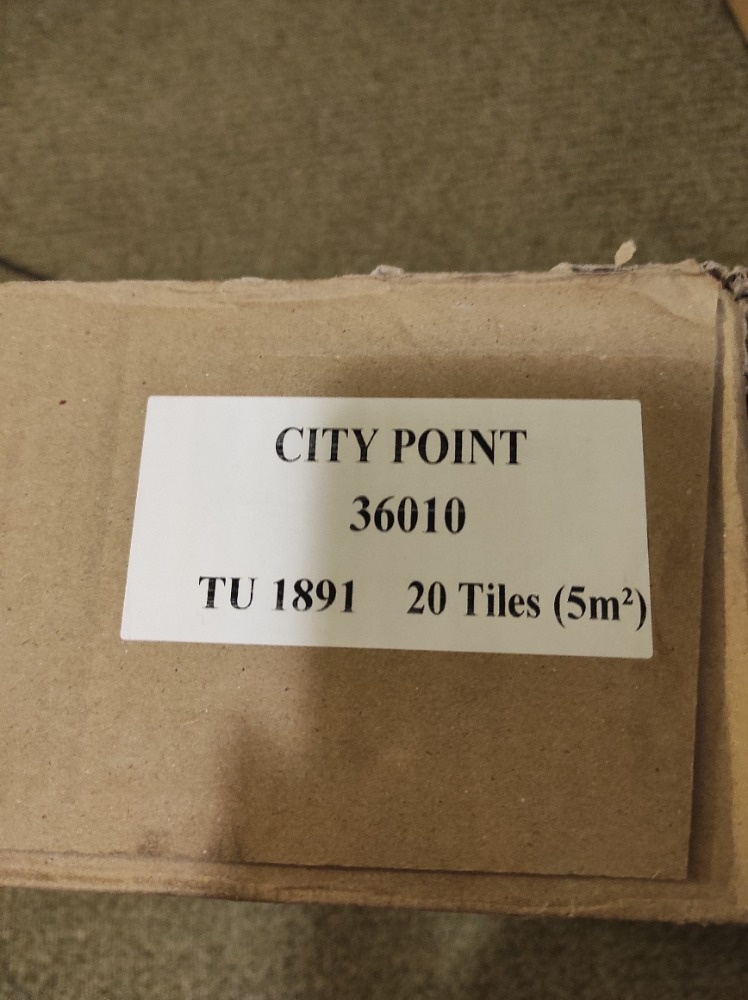 CITY POINT
36010
TU 1891 20 Tiles (5m²)